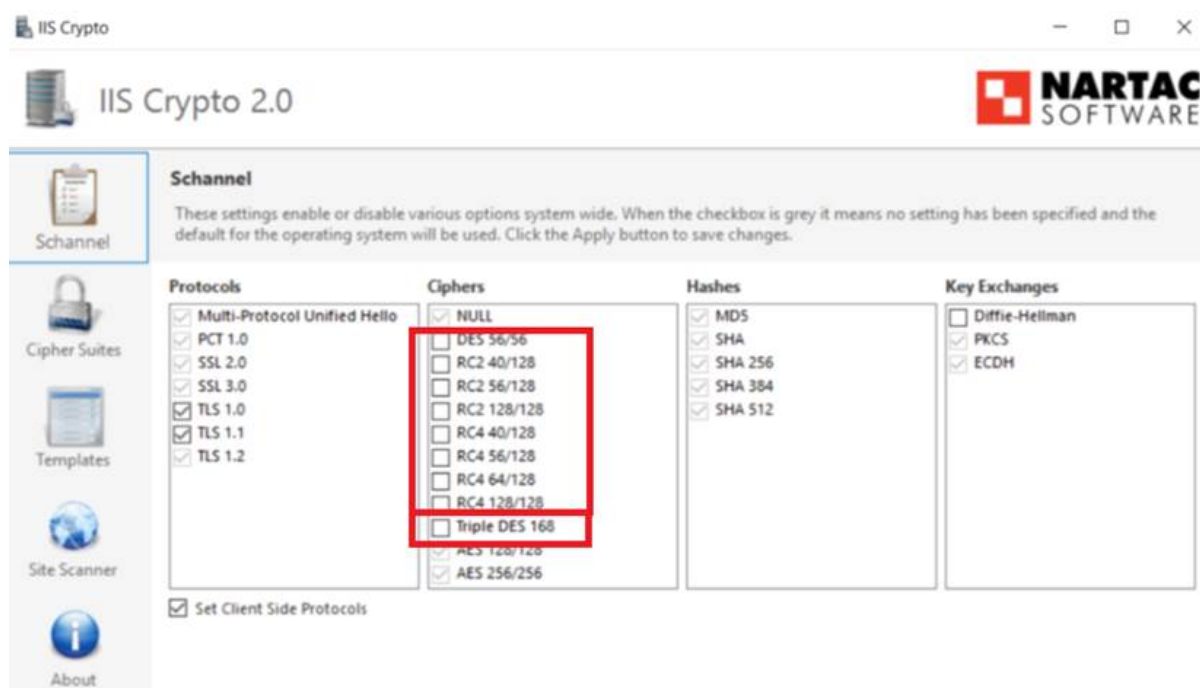 IIS Crypto
IIS Crypto 2.0
NARTAC
SOFTWARE
Schannel
Cipher Suites
Templates
Site Scanner
About
Schannel
These settings enable or disable various options system wide. When the checkbox is grey it means no setting has been specified and the
default for the operating system will be used. Click the Apply button to save changes.
Protocols
Multi-Protocol Unified Hello
PCT 1.0
SSL 2.0
SSL 3.0
TLS 1.0
TLS 1.1
TLS 1.2
Ciphers
NULL
DES 56/56
RC2 40/128
RC2 56/128
RC2 128/128
RC4 40/128
RC4 56/128
RC4 64/128
RC4 128/128
Triple DES 168
AES 128/128
AES 256/256
Hashes
MD5
SHA
SHA 256
SHA 384
SHA 512
Key Exchanges
Diffie-Hellman
PKCS
ECDH
Set Client Side Protocols